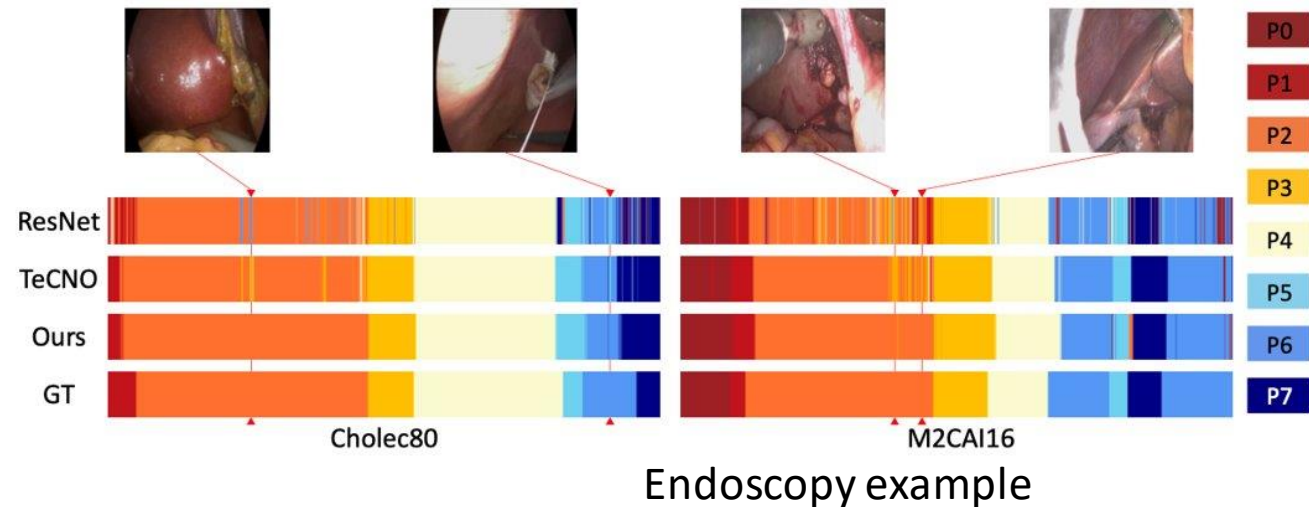 P0
P1
P2
P3
P4
P5
P6
P7
ResNet
TeCNO
Ours
GT
Cholec80
M2CAI16
Endoscopy example